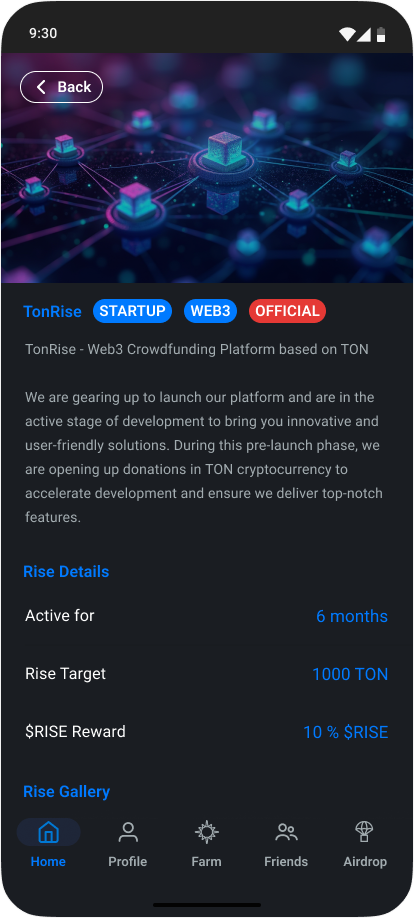 9:30
Back
TonRise STARTUP WEB3 OFFICIAL
TonRise - Web3 Crowdfunding Platform based on TON
We are gearing up to launch our platform and are in the
active stage of development to bring you innovative and
user-friendly solutions. During this pre-launch phase, we
are opening up donations in TON cryptocurrency to
accelerate development and ensure we deliver top-notch
features.
Rise Details
Active for 6 months
Rise Target 1000 TON
$RISE Reward 10 % $RISE
Rise Gallery
Home Profile Farm Friends Airdrop